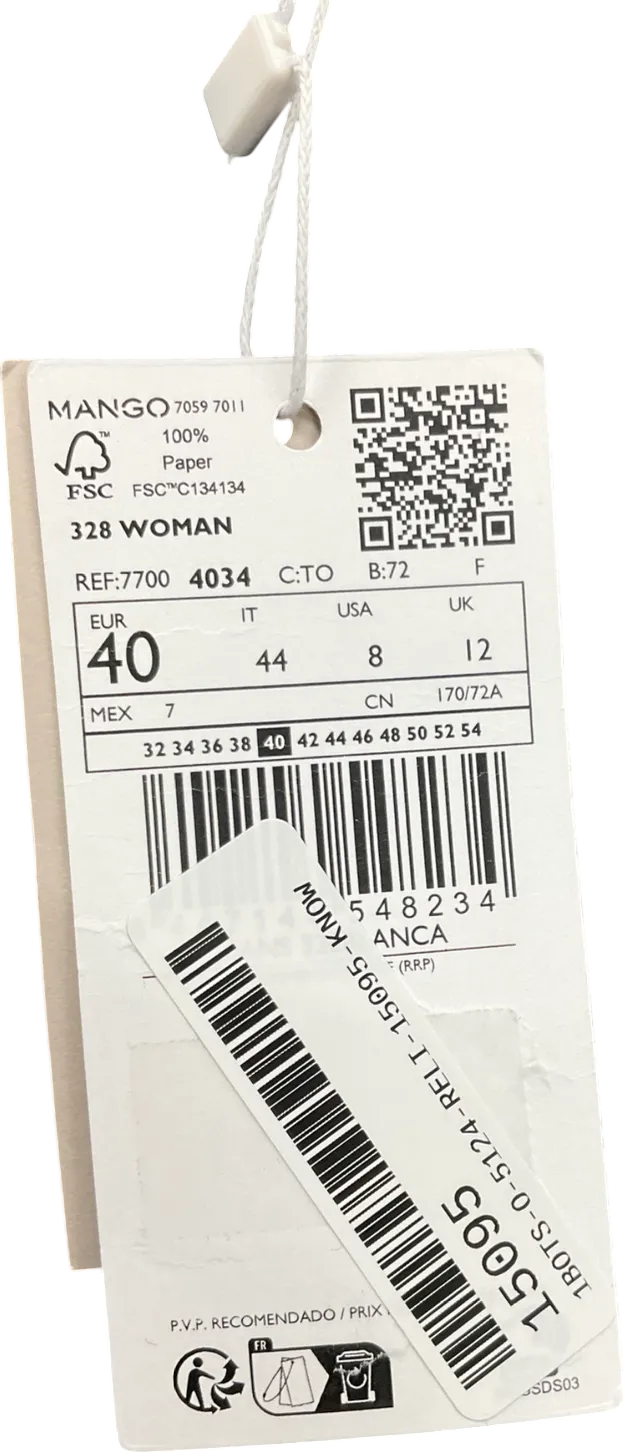 MANGO 7059 7011
100%
Paper
FSC™C134134
FSC
328 WOMAN
REF:7700 4034 C:TO B:72 F
EUR IT USA UK
40 44 8 12
MEX 7 CN 170/72A
32 34 36 38 40 42 44 46 48 50 52 54
548234
ANCA
(RRP)
1BOTS-0-5124-RELI-15095-KNOW
15095
P.V.P. RECOMENDADO / PRIX
FR
SDS03